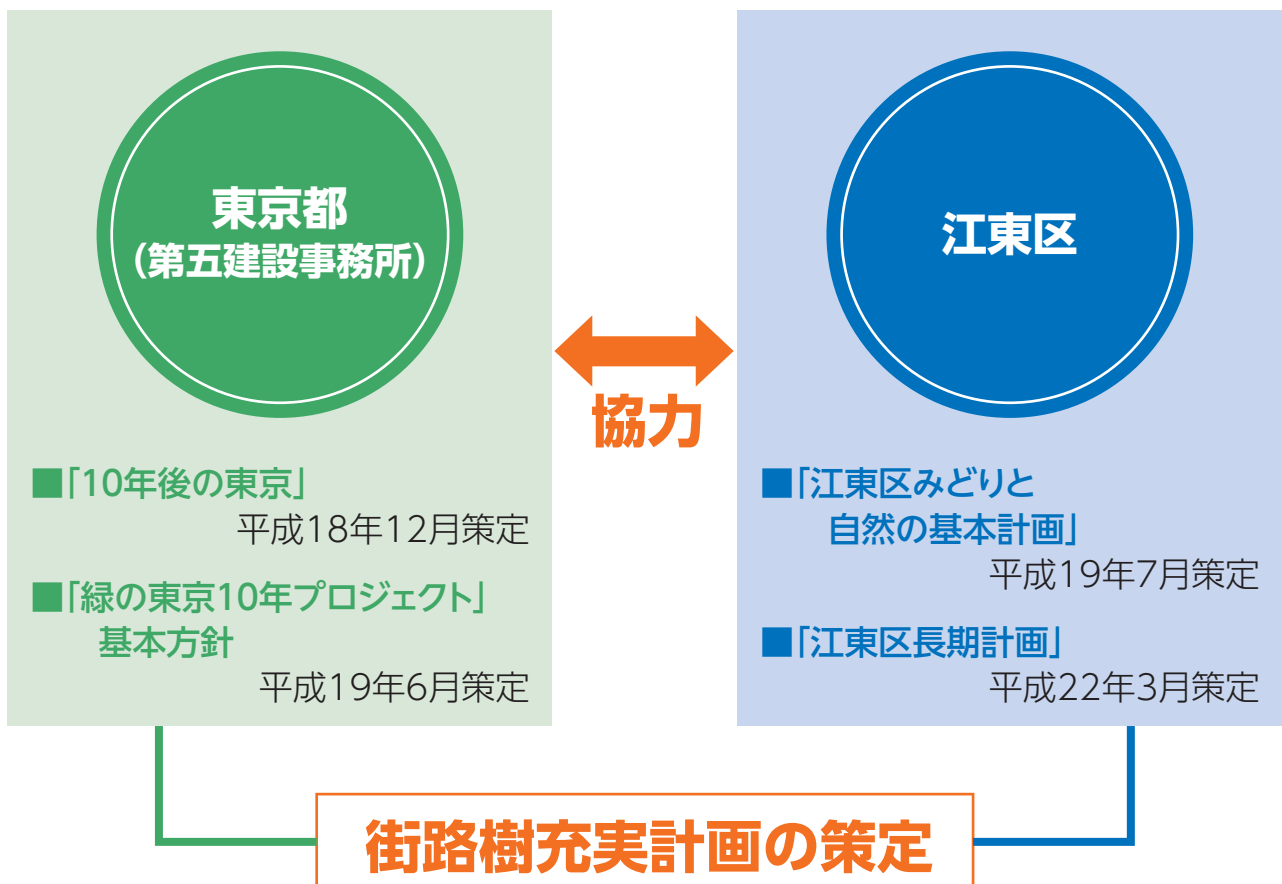 東京都
（第五建設事務所）
■「10年後の東京」
平成18年12月策定
■「緑の東京10年プロジェクト」
基本方針
平成19年6月策定
協力
江東区
■「江東区みどりと
自然の基本計画」
平成19年7月策定
■「江東区長期計画」
平成22年3月策定
街路樹充実計画の策定